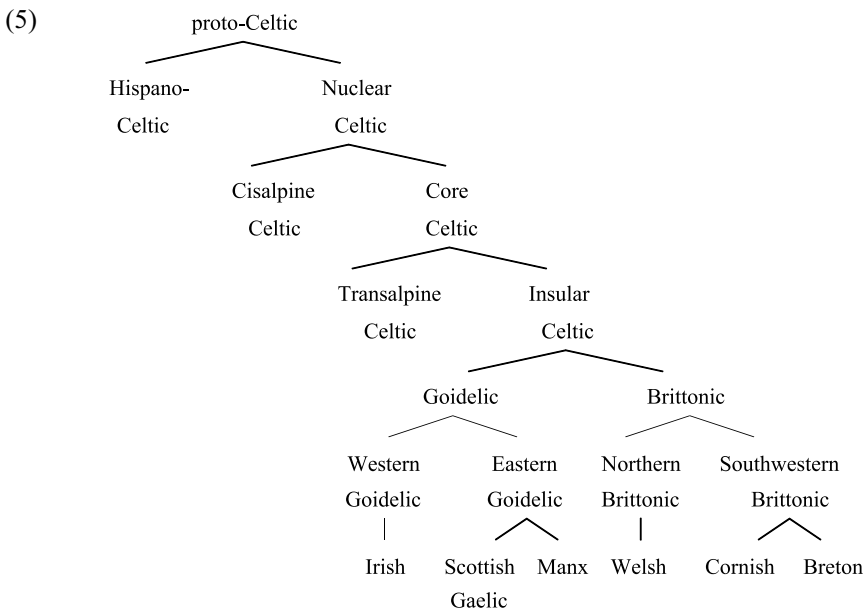 (5) proto-Celtic
Hispano- Nuclear
Celtic Celtic
Cisalpine Core
Celtic Celtic
Transalpine Insular
Celtic Celtic
Goidelic Brittonic
Western Eastern Northern Southwestern
Goidelic Goidelic Brittonic Brittonic
Irish Scottish Manx Welsh Cornish Breton
Gaelic